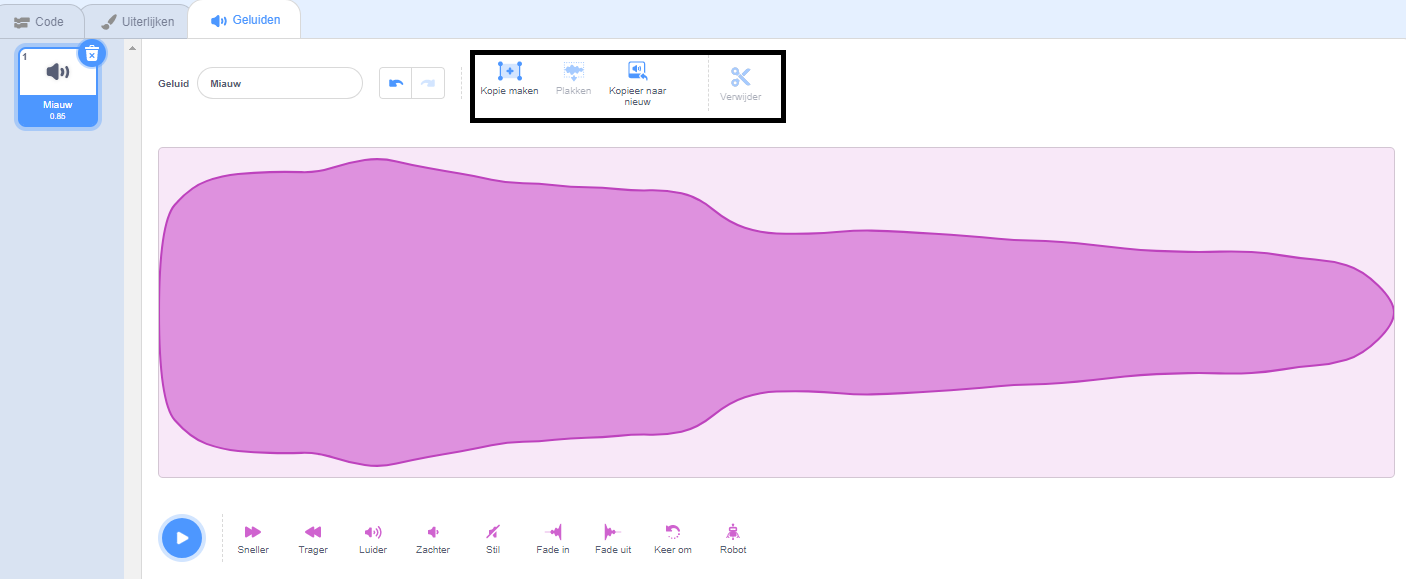 Code
Uiterlijken
Geluiden
1
Miauw
0.85
Geluid
Miauw
Kopie maken
Plakken
Kopieer naar
nieuw
Verwijder
Sneller
Trager
Luider
Zachter
Stil
Fade in
Fade uit
Keer om
Robot